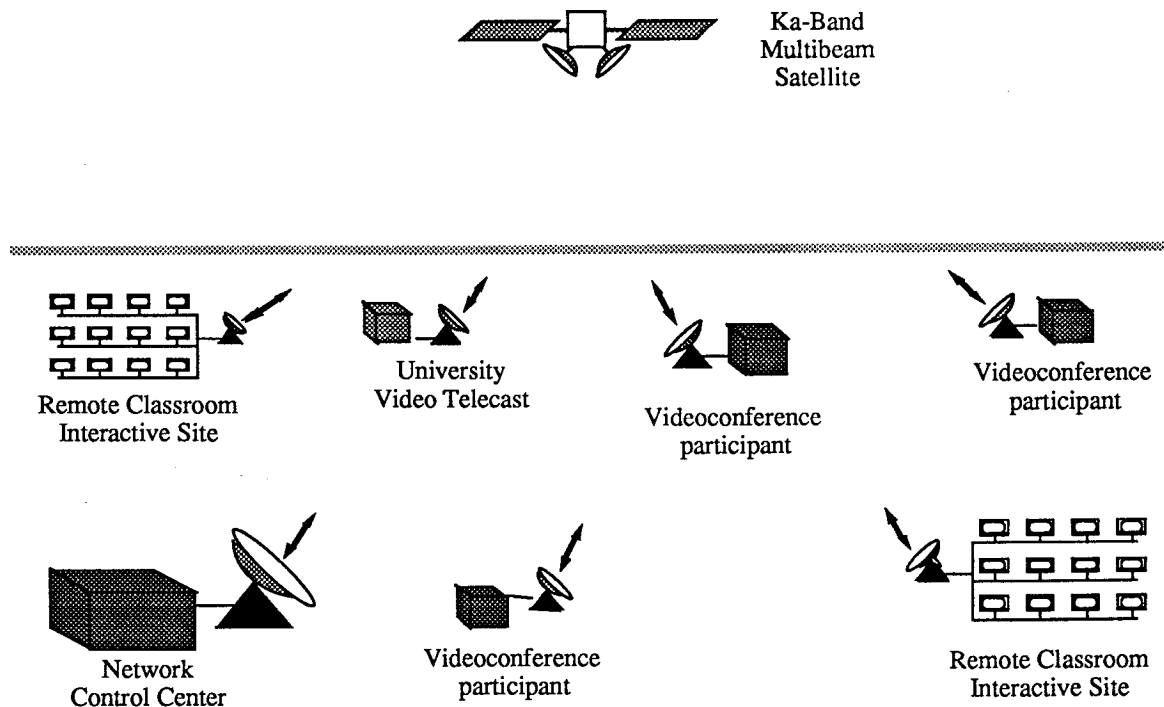 Ka-Band
Multibeam
Satellite
Remote Classroom
Interactive Site
University
Video Telecast
Videoconference
participant
Videoconference
participant
Network
Control Center
Videoconference
participant
Remote Classroom
Interactive Site